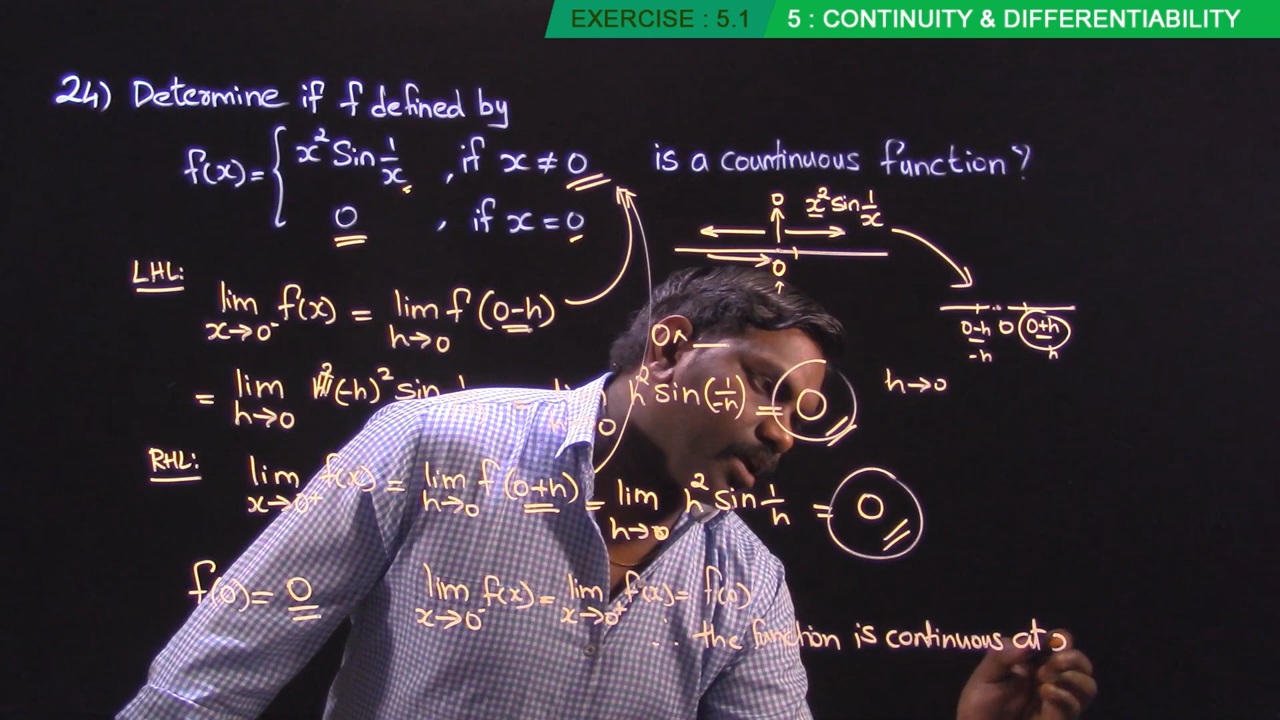 EXERCISE : 5.1 5 : CONTINUITY & DIFFERENTIABILITY
24) Determine if f defined by
f(x) = { x² Sin 1/x , if x ≠ 0 is a countinuous function?
0 , if x = 0
0 x² sin 1/x
0
LHL:
lim x→0⁻ f(x) = lim h→0 f(0-h)
0-h 0 0+h
-h h
= lim h→0 (-h)² sin h² sin(1/-h) = 0 h→0
RHL: lim x→0⁺ f(x) = lim h→0 f(0+h) = lim h→0 h² sin 1/h = 0
f(0) = 0 lim x→0⁻ f(x) = lim x→0⁺ f(x) = f(0)
∴ the function is continuous at